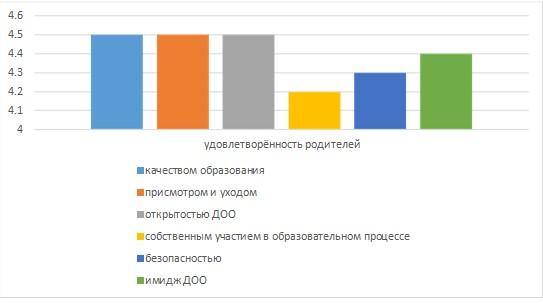 4.6
4.5
4.4
4.3
4.2
4.1
4
удовлетворённость родителей
качеством образования
присмотром и уходом
открытостью ДОО
собственным участием в образовательном процессе
безопасностью
имидж ДОО